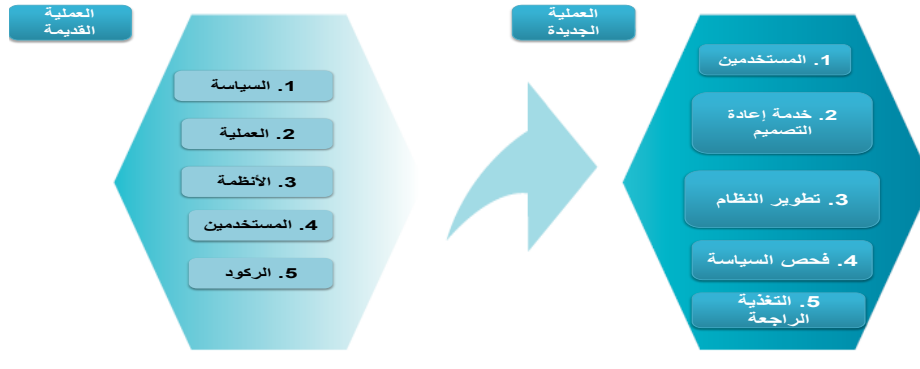 العملية
القديمة
1. السياسة
2. العملية
3. الأنظمة
4. المستخدمين
5. الركود
العملية
الجديدة
1. المستخدمين
2. خدمة إعادة
التصميم
3. تطوير النظام
4. فحص السياسة
5. التغذية
الراجعة